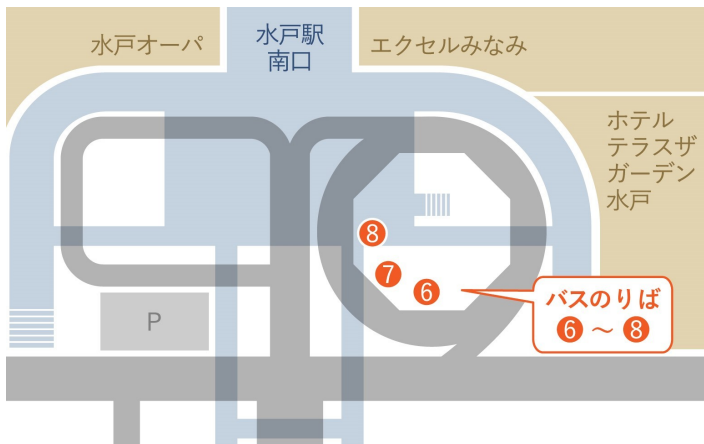 水戸オーパ
水戸駅
南口
エクセルみなみ
ホテル
テラスザ
ガーデン
水戸
8
7
6
バスのりば
6 ～ 8
P